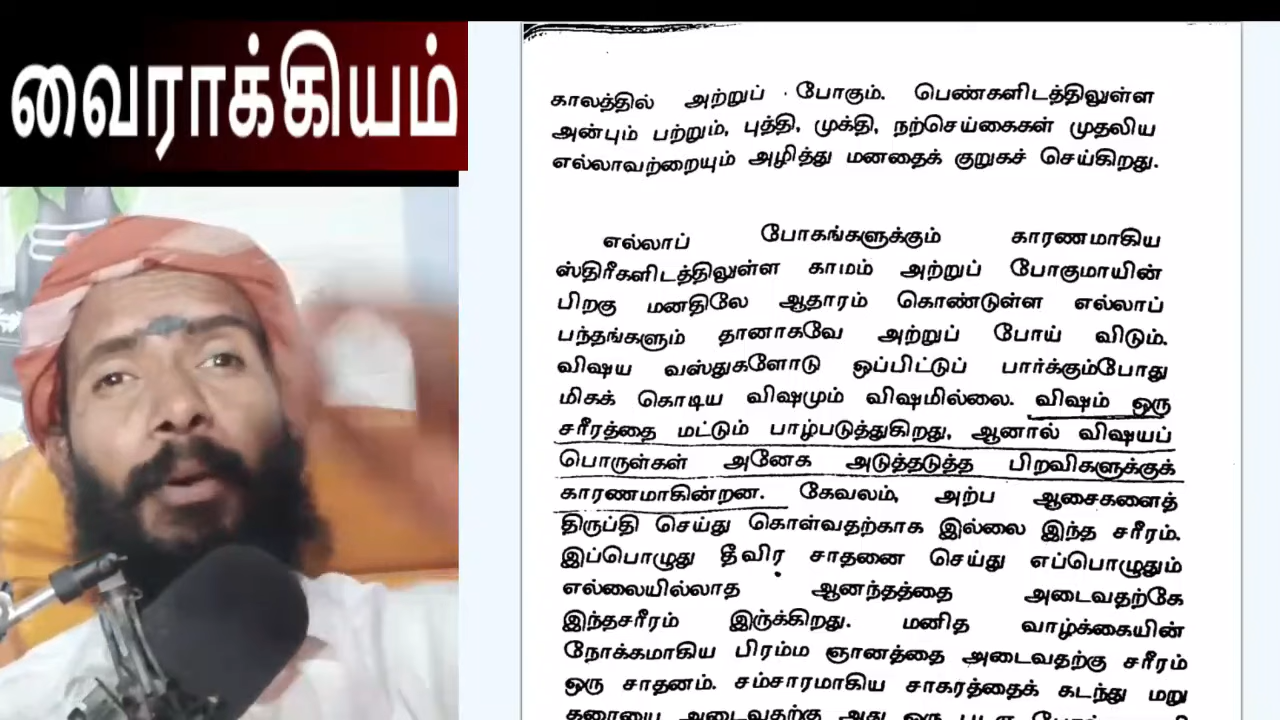 வைராக்கியம்
காலத்தில் அற்றுப் போகும். பெண்களிடத்திலுள்ள
அன்பும் பற்றும், புத்தி, முக்தி, நற்செய்கைகள் முதலிய
எல்லாவற்றையும் அழித்து மனதைக் குறுகச் செய்கிறது.
எல்லாப் போகங்களுக்கும் காரணமாகிய
ஸ்திரீகளிடத்திலுள்ள காமம் அற்றுப் போகுமாயின்
பிறகு மனதிலே ஆதாரம் கொண்டுள்ள எல்லாப்
பந்தங்களும் தானாகவே அற்றுப் போய் விடும்.
விஷய வஸ்துகளோடு ஒப்பிட்டுப் பார்க்கும்போது
மிகக் கொடிய விஷமும் விஷமில்லை. விஷம் ஒரு
சரீரத்தை மட்டும் பாழ்படுத்துகிறது, ஆனால் விஷயப்
பொருள்கள் அனேக அடுத்தடுத்த பிறவிகளுக்குக்
காரணமாகின்றன. கேவலம், அற்ப ஆசைகளைத்
திருப்தி செய்து கொள்வதற்காக இல்லை இந்த சரீரம்.
இப்பொழுது தீவிர சாதனை செய்து எப்பொழுதும்
எல்லையில்லாத ஆனந்தத்தை அடைவதற்கே
இந்தசரீரம் இருக்கிறது. மனித வாழ்க்கையின்
நோக்கமாகிய பிரம்ம ஞானத்தை அடைவதற்கு சரீரம்
ஒரு சாதனம். சம்சாரமாகிய சாகரத்தைக் கடந்து மறு
கரையை அடைவதற்கு அது ஒரு